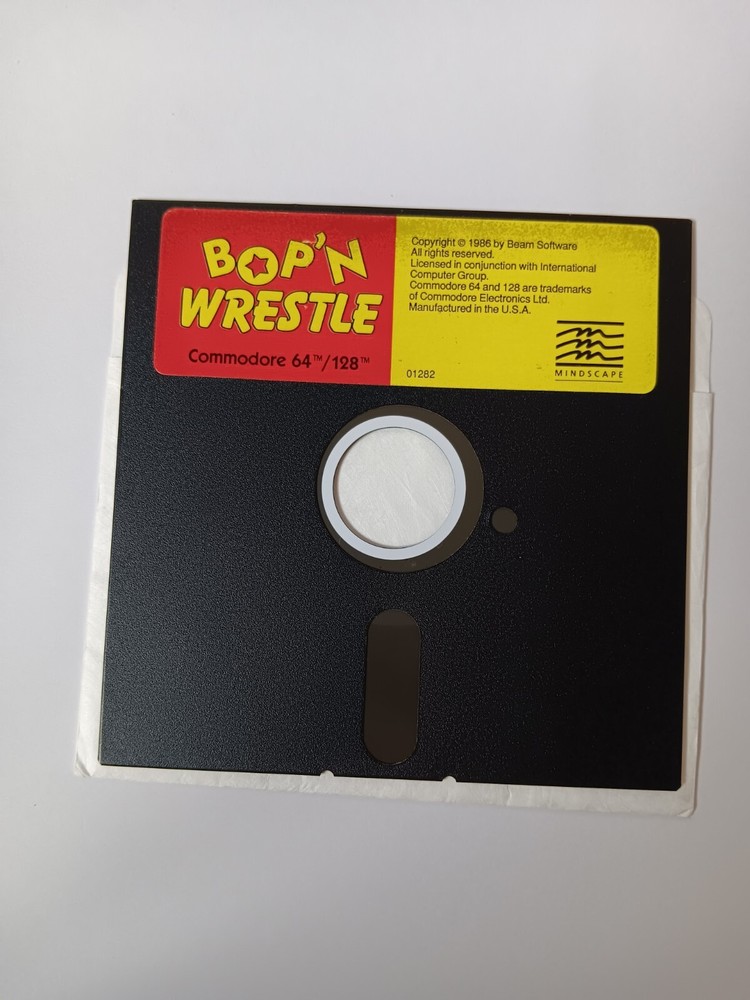 BOP'N
WRESTLE
Commodore 64™/128™
Copyright © 1986 by Beam Software
All rights reserved.
Licensed in conjunction with International
Computer Group.
Commodore 64 and 128 are trademarks
of Commodore Electronics Ltd.
Manufactured in the U.S.A.
01282
MINDSCAPE